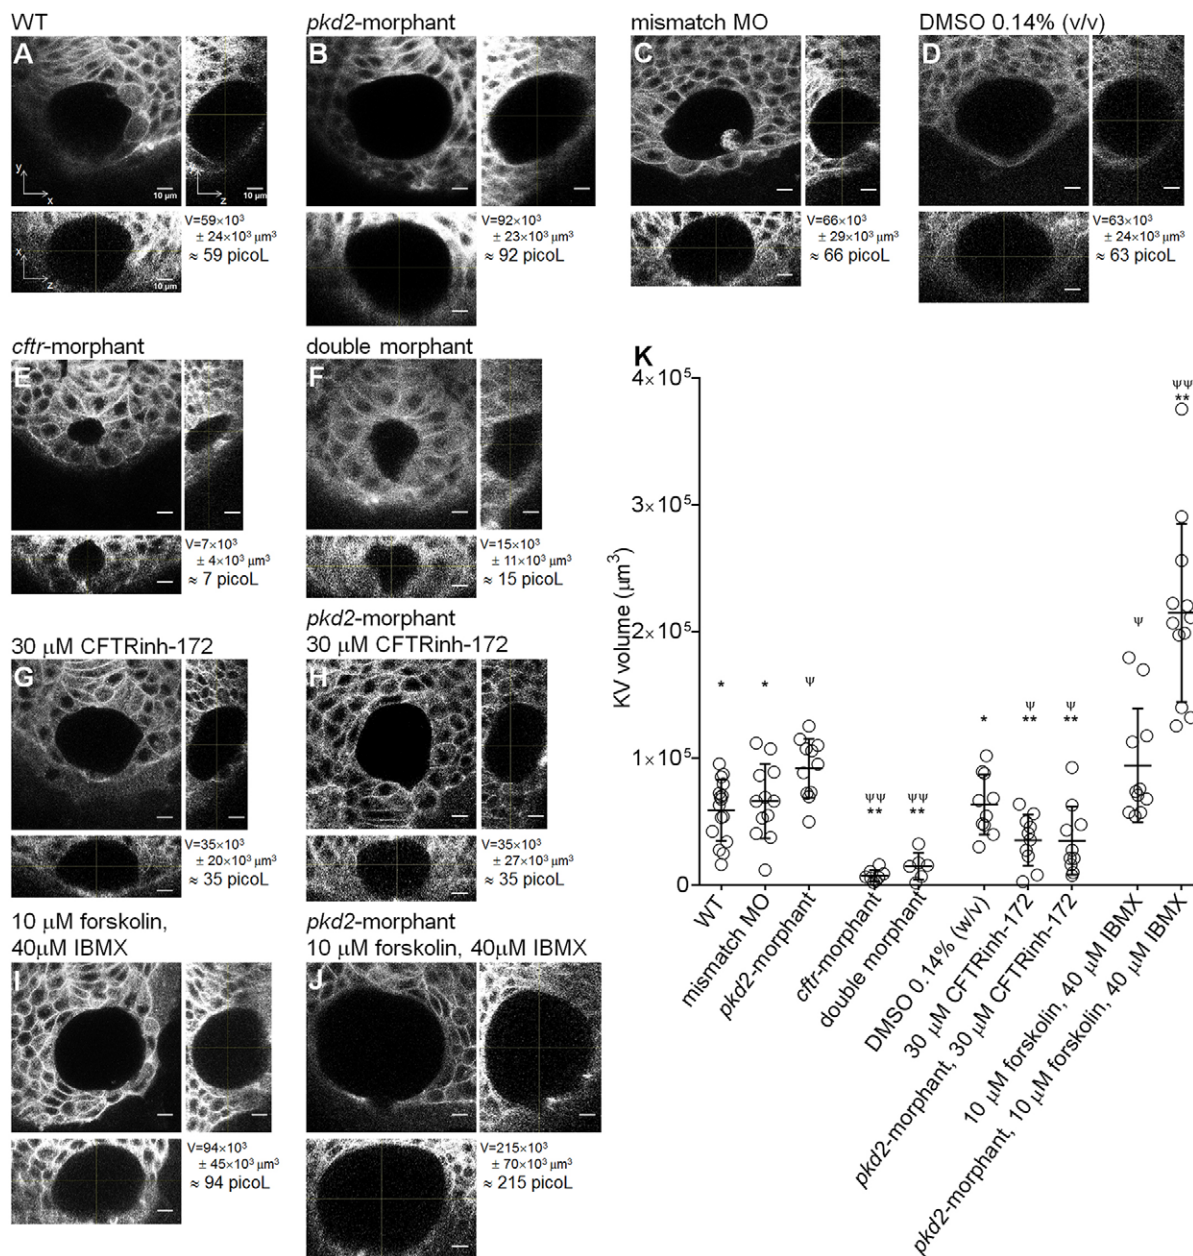 WT
A
y
x
10 µm
z
10 µm
x
z
10 µm
V=59×10³
± 24×10³ µm³
≈ 59 picoL
pkd2-morphant
B
V=92×10³
± 23×10³ µm³
≈ 92 picoL
mismatch MO
C
V=66×10³
± 29×10³ µm³
≈ 66 picoL
DMSO 0.14% (v/v)
D
V=63×10³
± 24×10³ µm³
≈ 63 picoL
cftr-morphant
E
V=7×10³
± 4×10³ µm³
≈ 7 picoL
double morphant
F
V=15×10³
± 11×10³ µm³
≈ 15 picoL
30 µM CFTRinh-172
G
V=35×10³
± 20×10³ µm³
≈ 35 picoL
pkd2-morphant
30 µM CFTRinh-172
H
V=35×10³
± 27×10³ µm³
≈ 35 picoL
10 µM forskolin,
40µM IBMX
I
V=94×10³
± 45×10³ µm³
≈ 94 picoL
pkd2-morphant
10 µM forskolin, 40µM IBMX
J
V=215×10³
± 70×10³ µm³
≈ 215 picoL
K
KV volume (µm³)
4×10⁵
3×10⁵
2×10⁵
1×10⁵
0
*
*
ψ
ψψ
**
ψψ
**
*
ψ
**
ψ
**
ψ
ψψ
**
WT
mismatch MO
pkd2-morphant
cftr-morphant
double morphant
DMSO 0.14% (v/v)
30 µM CFTRinh-172
pkd2-morphant, 30 µM CFTRinh-172
10 µM forskolin, 40 µM IBMX
pkd2-morphant, 10 µM forskolin, 40 µM IBMX